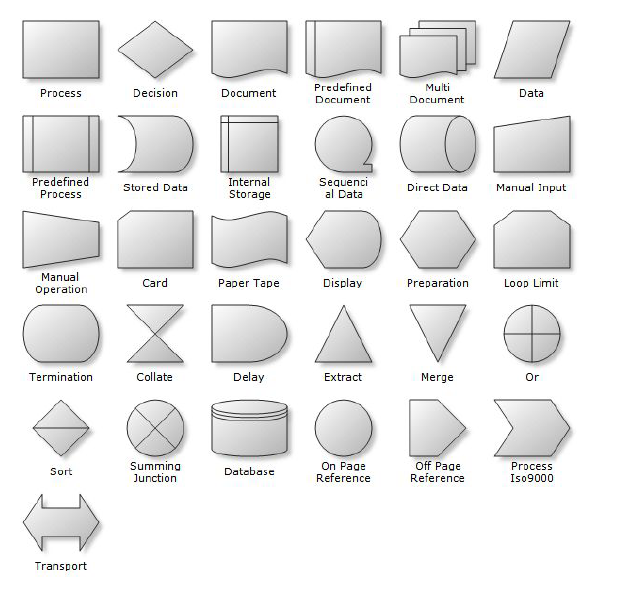 Process
Decision
Document
Predefined
Document
Multi
Document
Data
Predefined
Process
Stored Data
Internal
Storage
Sequenci
al Data
Direct Data
Manual Input
Manual
Operation
Card
Paper Tape
Display
Preparation
Loop Limit
Termination
Collate
Delay
Extract
Merge
Or
Sort
Summing
Junction
Database
On Page
Reference
Off Page
Reference
Process
Iso9000
Transport